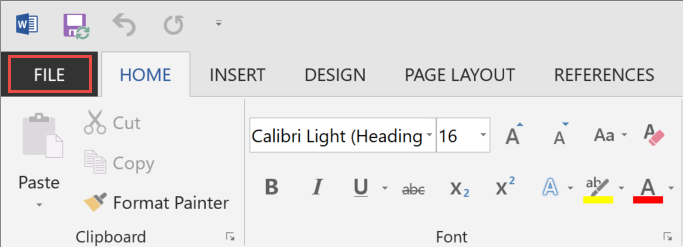 FILE HOME INSERT DESIGN PAGE LAYOUT REFERENCES
Paste
Cut
Copy
Format Painter
Clipboard
Calibri Light (Heading 16 A A Aa A
B I U abc X₂ X² A ab A
Font